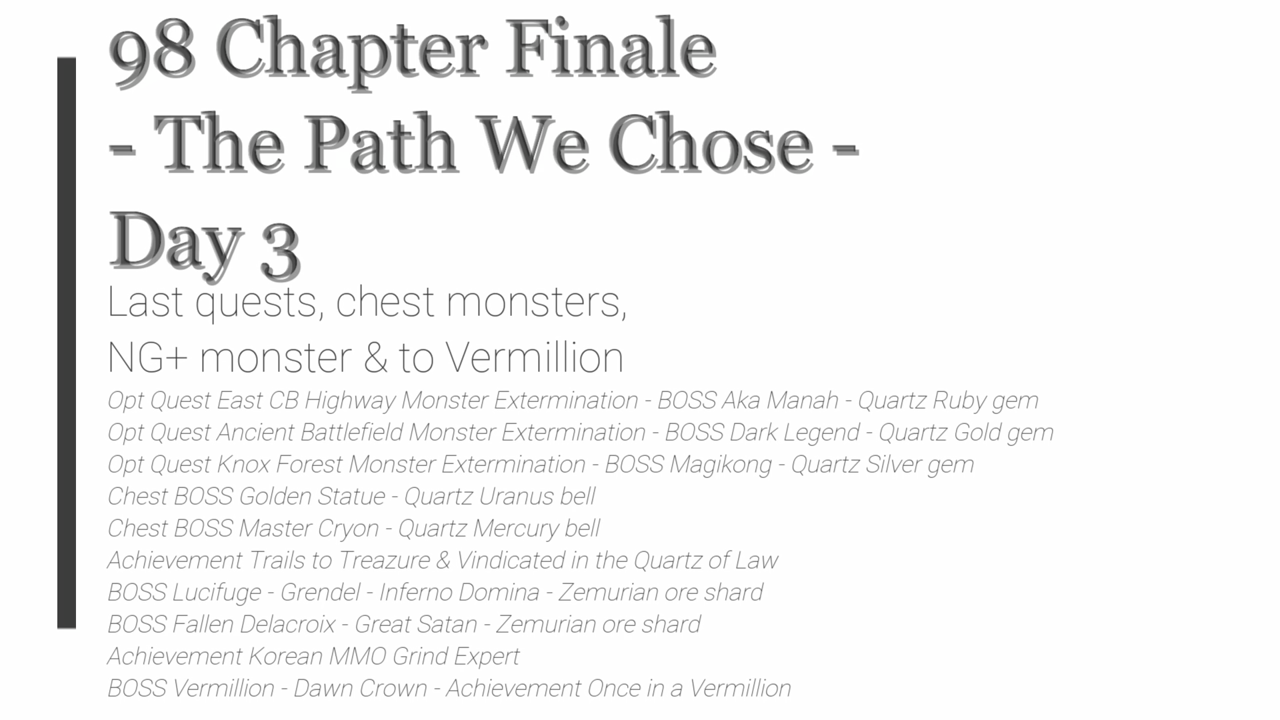 98 Chapter Finale
- The Path We Chose -
Day 3
Last quests, chest monsters,
NG+ monster & to Vermillion
Opt Quest East CB Highway Monster Extermination - BOSS Aka Manah - Quartz Ruby gem
Opt Quest Ancient Battlefield Monster Extermination - BOSS Dark Legend - Quartz Gold gem
Opt Quest Knox Forest Monster Extermination - BOSS Magikong - Quartz Silver gem
Chest BOSS Golden Statue - Quartz Uranus bell
Chest BOSS Master Cryon - Quartz Mercury bell
Achievement Trails to Treazure & Vindicated in the Quartz of Law
BOSS Lucifuge - Grendel - Inferno Domina - Zemurian ore shard
BOSS Fallen Delacroix - Great Satan - Zemurian ore shard
Achievement Korean MMO Grind Expert
BOSS Vermillion - Dawn Crown - Achievement Once in a Vermillion